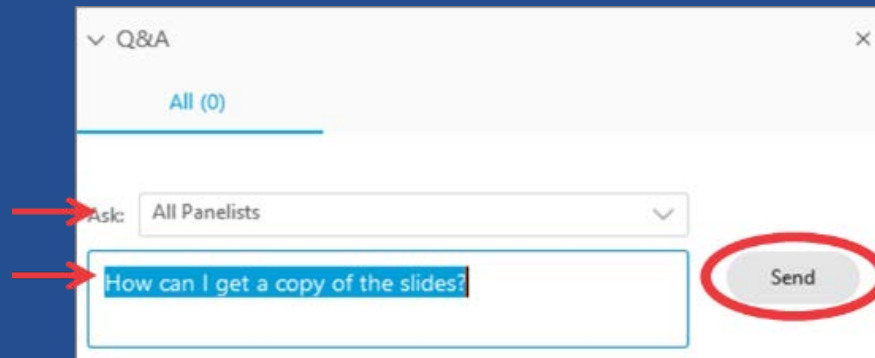 Q&A
All (0)
Ask: All Panelists
How can I get a copy of the slides?
Send